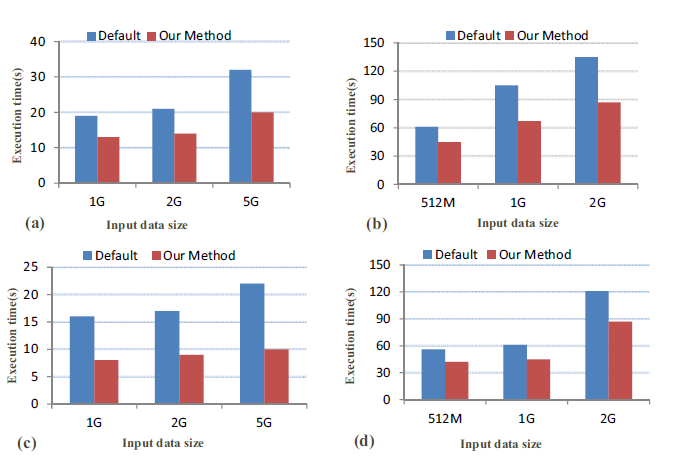 Default Our Method
Execution time(s)
40
30
20
10
0
1G 2G 5G
(a) Input data size
Default Our Method
Execution time(s)
150
120
90
60
30
0
512M 1G 2G
(b) Input data size
Default Our Method
Execution time(s)
25
20
15
10
5
0
1G 2G 5G
(c) Input data size
Default Our Method
Execution time(s)
150
120
90
60
30
0
512M 1G 2G
(d) Input data size